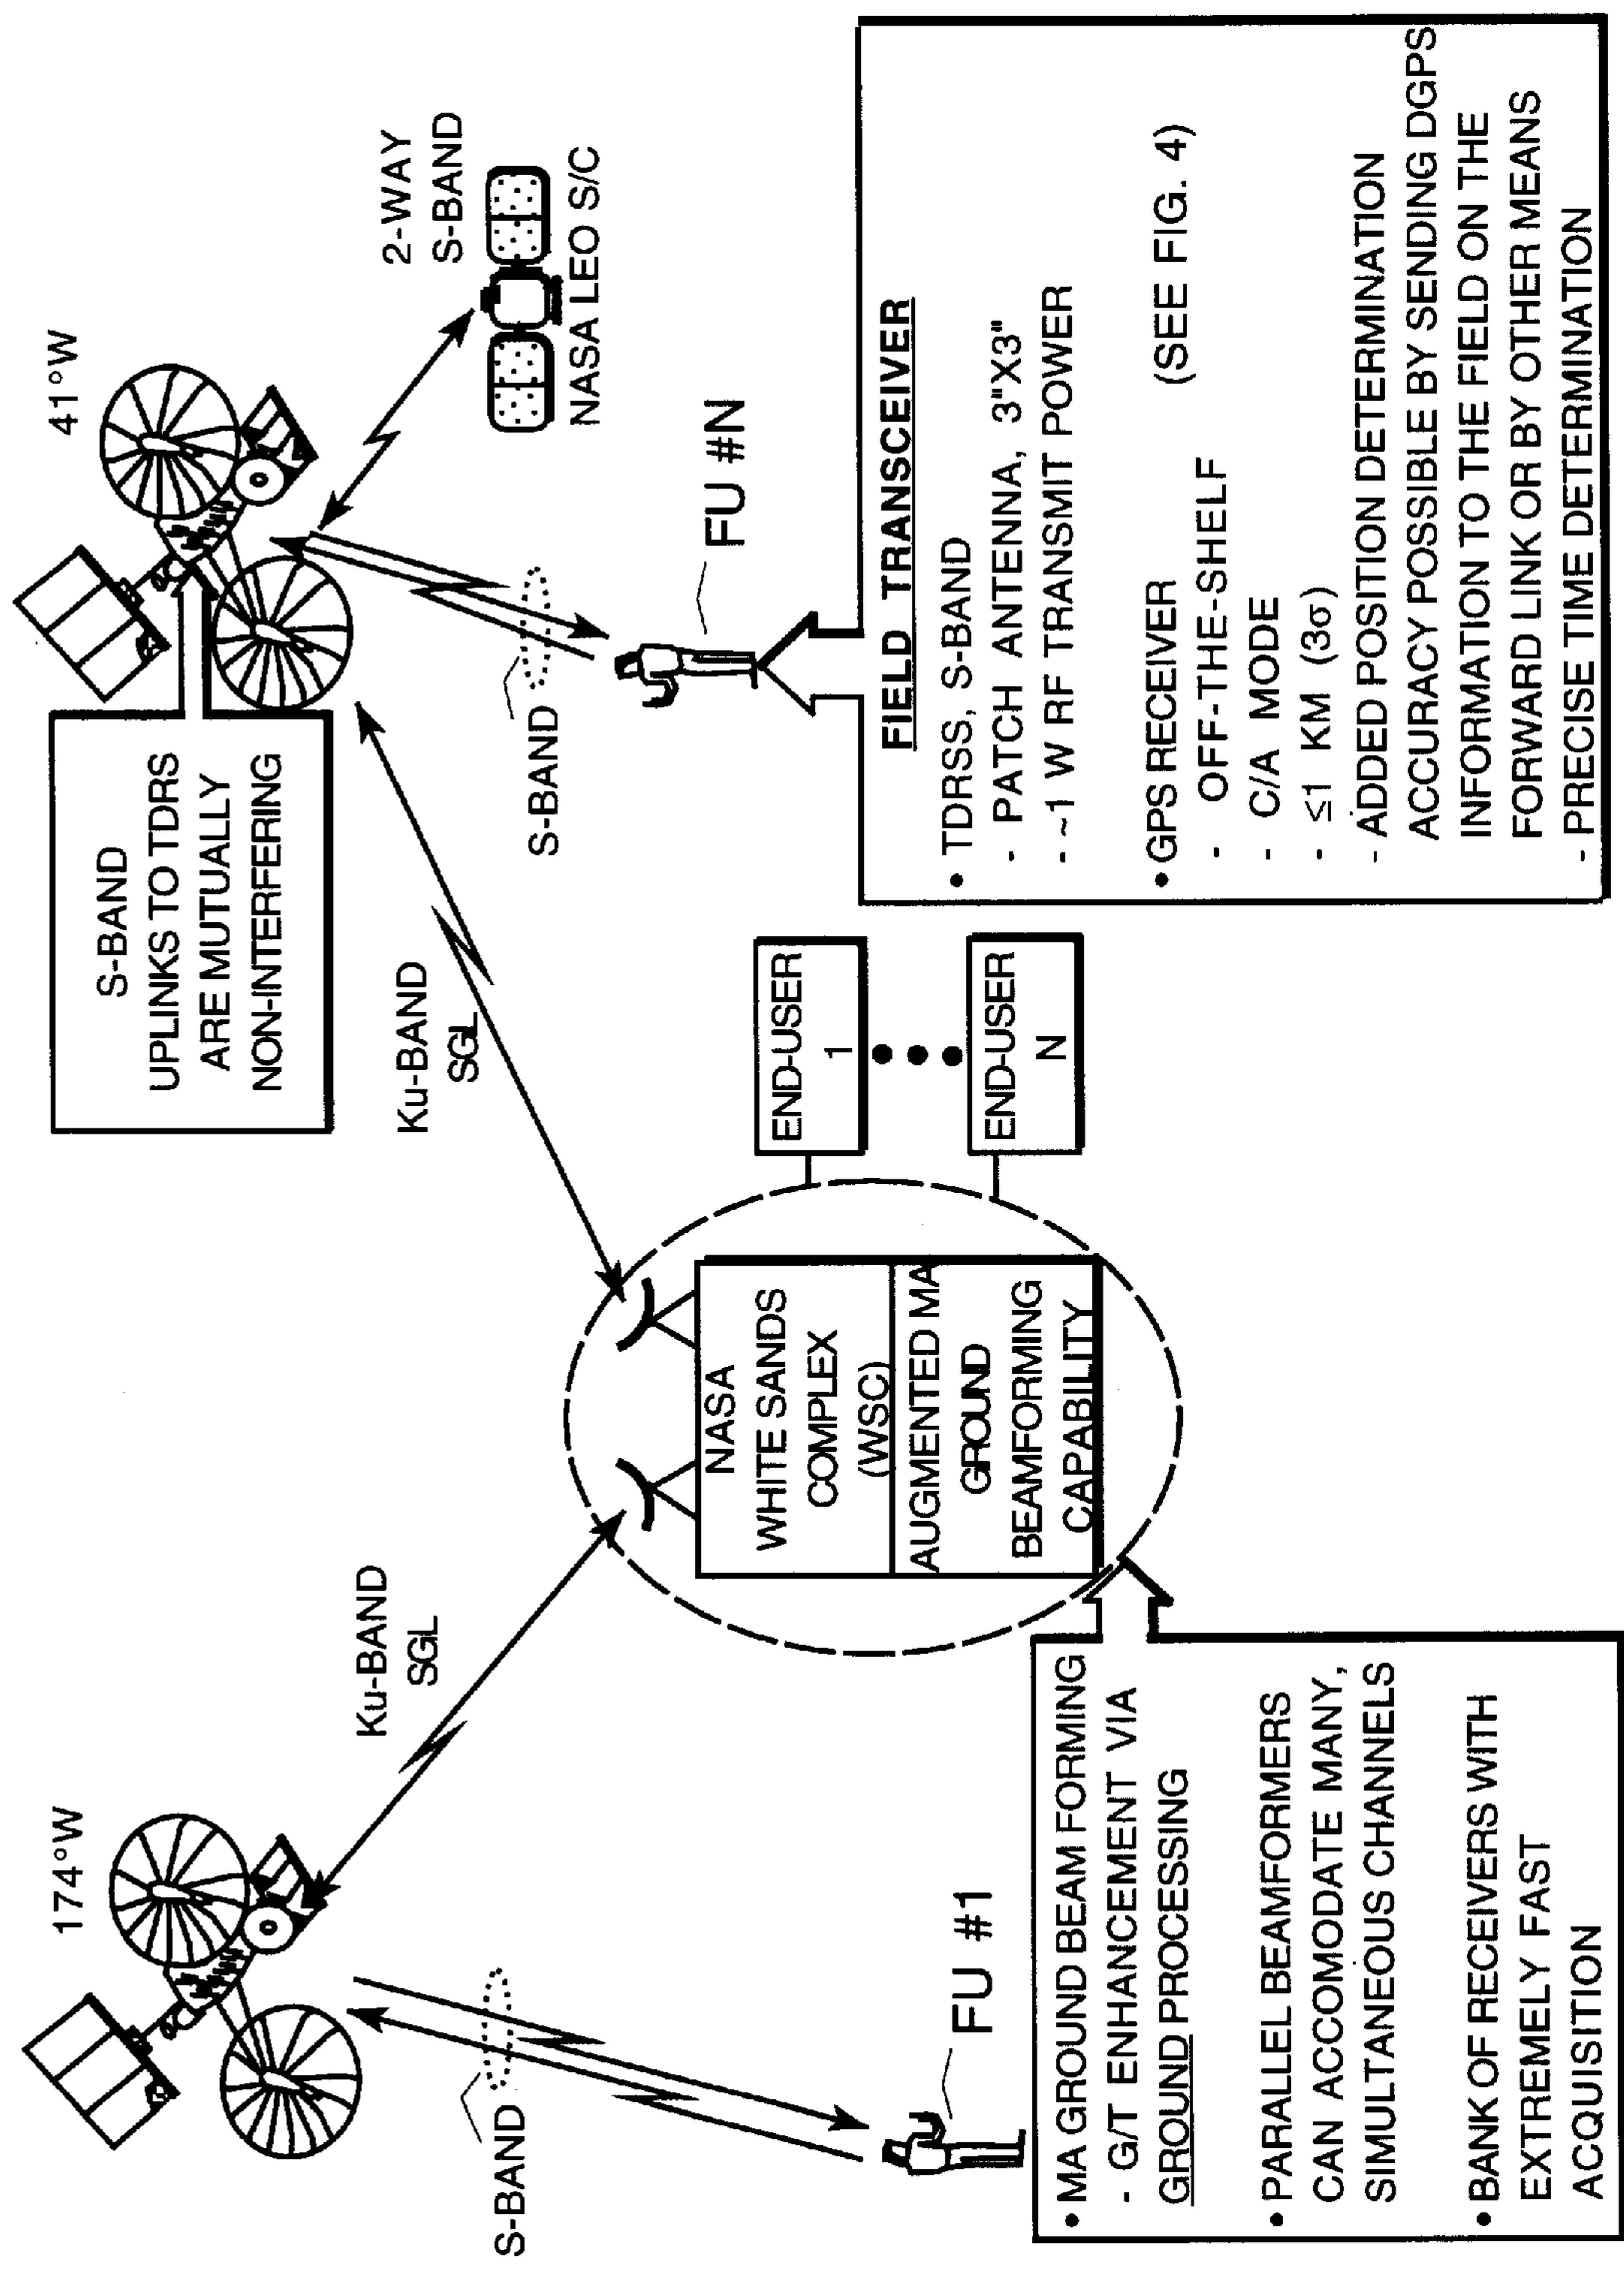 174°W
41°W
S-BAND
UPLINKS TO TDRS
ARE MUTUALLY
NON-INTERFERING
2-WAY
S-BAND
NASA LEO S/C
Ku-BAND
SGL
Ku-BAND
SGL
S-BAND
S-BAND
FU #1
FU #N
NASA
WHITE SANDS
COMPLEX
(WSC)
AUGMENTED MA
GROUND
BEAMFORMING
CAPABILITY
END-USER
1
END-USER
N
• MA GROUND BEAM FORMING
- G/T ENHANCEMENT VIA
GROUND PROCESSING
• PARALLEL BEAMFORMERS
CAN ACCOMODATE MANY,
SIMULTANEOUS CHANNELS
• BANK OF RECEIVERS WITH
EXTREMELY FAST
ACQUISITION
FIELD TRANSCEIVER
• TDRSS, S-BAND
- PATCH ANTENNA, 3"X3"
- ~1 W RF TRANSMIT POWER
• GPS RECEIVER (SEE FIG. 4)
- OFF-THE-SHELF
- C/A MODE
- ≤1 KM (3σ)
- ADDED POSITION DETERMINATION
ACCURACY POSSIBLE BY SENDING DGPS
INFORMATION TO THE FIELD ON THE
FORWARD LINK OR BY OTHER MEANS
- PRECISE TIME DETERMINATION